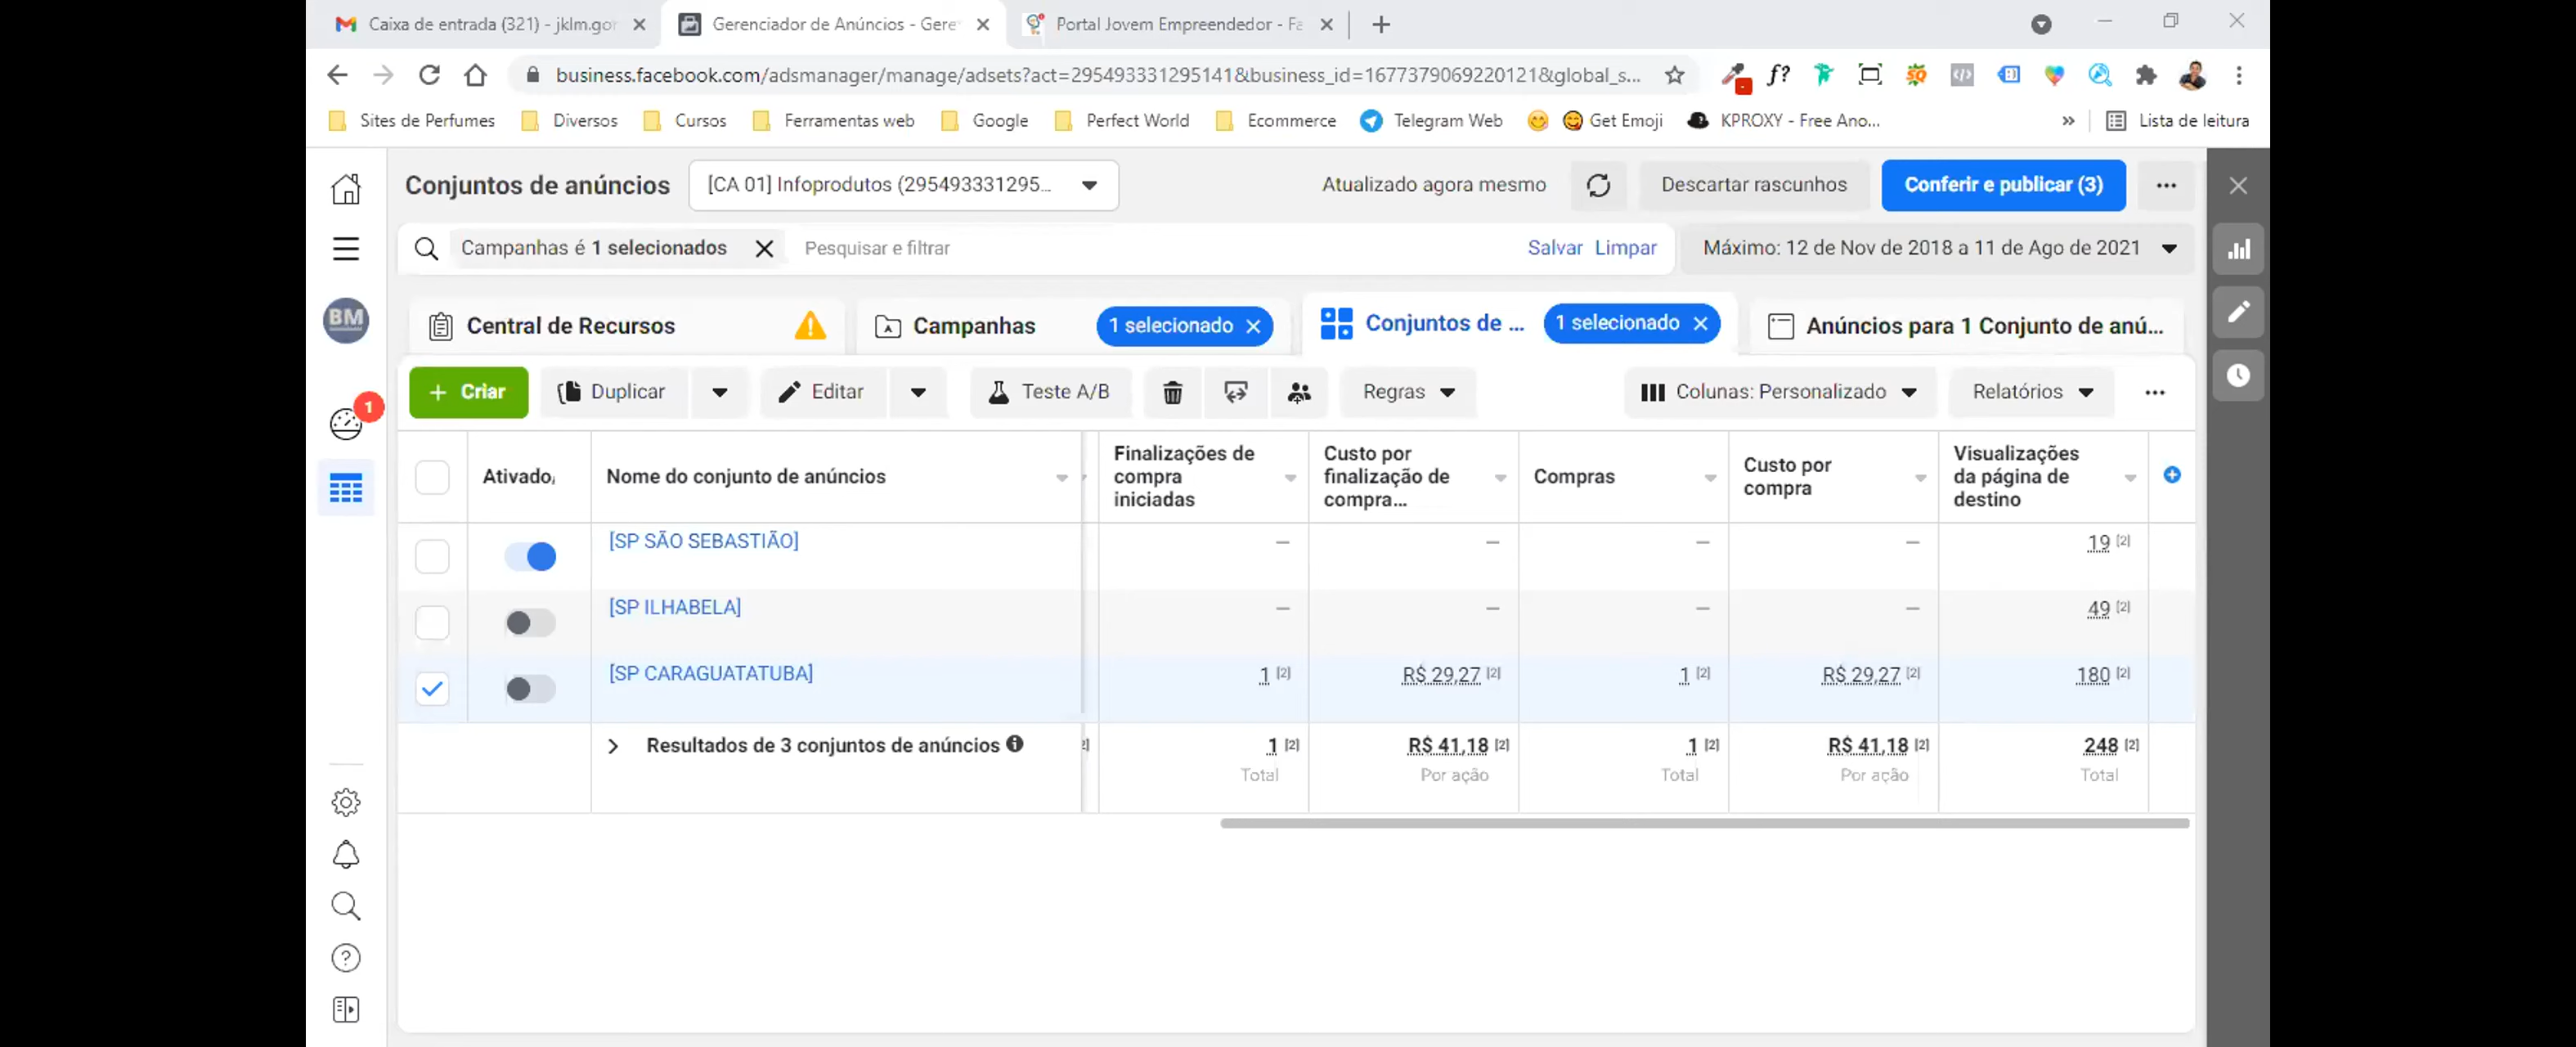 Caixa de entrada (321) - jklm.gor
Gerenciador de Anúncios - Gere
Portal Jovem Empreendedor - Fa
business.facebook.com/adsmanager/manage/adsets?act=295493331295141&business_id=1677379069220121&global_s...
Sites de Perfumes
Diversos
Cursos
Ferramentas web
Google
Perfect World
Ecommerce
Telegram Web
Get Emoji
KPROXY - Free Ano...
»
Lista de leitura
Conjuntos de anúncios
[CA 01] Infoprodutos (295493331295...
Atualizado agora mesmo
Descartar rascunhos
Conferir e publicar (3)
Campanhas é 1 selecionados
Pesquisar e filtrar
Salvar Limpar
Máximo: 12 de Nov de 2018 a 11 de Ago de 2021
BM
Central de Recursos
Campanhas
1 selecionado
Conjuntos de ...
1 selecionado
Anúncios para 1 Conjunto de anú...
1
+ Criar
Duplicar
Editar
Teste A/B
Regras
Colunas: Personalizado
Relatórios
Ativado
Nome do conjunto de anúncios
Finalizações de
compra
iniciadas
Custo por
finalização de
compra...
Compras
Custo por
compra
Visualizações
da página de
destino
[SP SÃO SEBASTIÃO] – – – – 19 [2]
[SP ILHABELA] – – – – 49 [2]
[SP CARAGUATATUBA] 1 [2] R$ 29,27 [2] 1 [2] R$ 29,27 [2] 180 [2]
Resultados de 3 conjuntos de anúncios 2] 1 [2] R$ 41,18 [2] 1 [2] R$ 41,18 [2] 248 [2]
Total Por ação Total Por ação Total